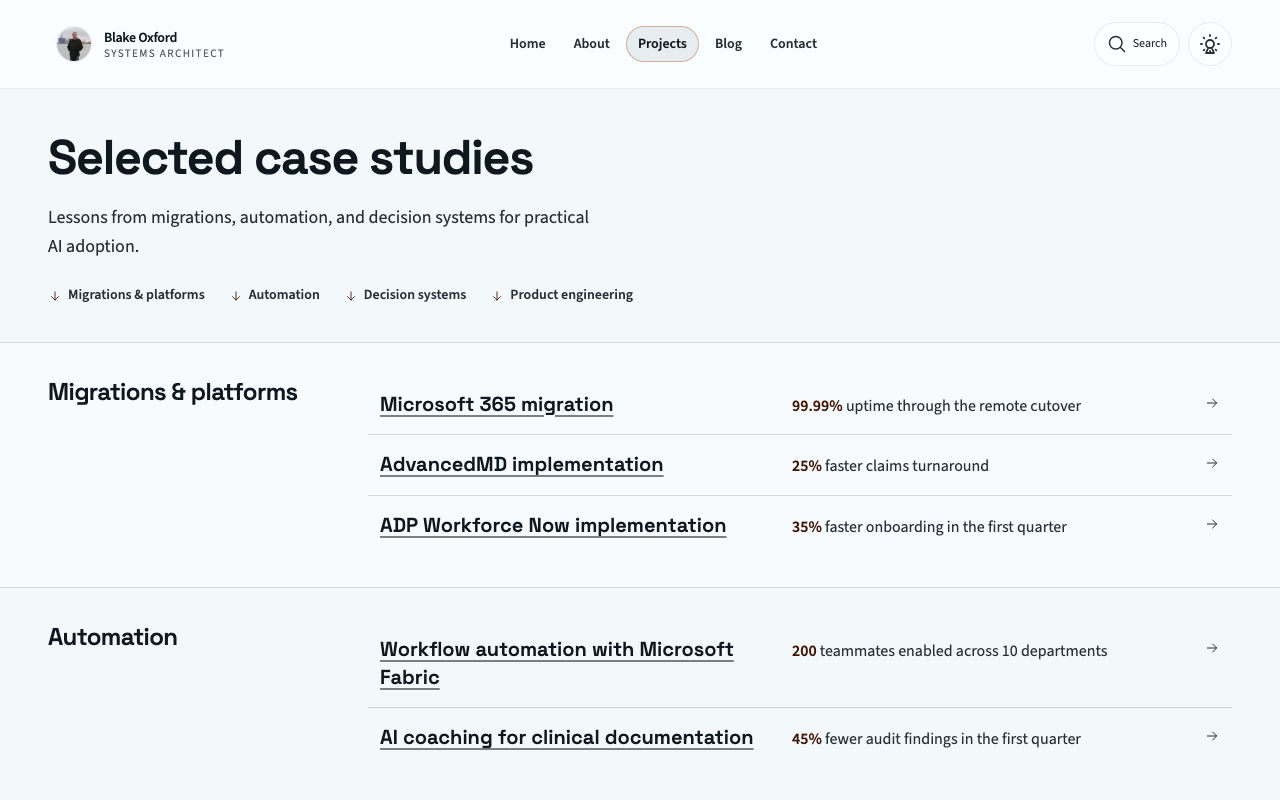 Blake Oxford
SYSTEMS ARCHITECT
Home
About
Projects
Blog
Contact
Search
Selected case studies
Lessons from migrations, automation, and decision systems for practical
AI adoption.
Migrations & platforms
Automation
Decision systems
Product engineering
Migrations & platforms
Microsoft 365 migration
99.99% uptime through the remote cutover
AdvancedMD implementation
25% faster claims turnaround
ADP Workforce Now implementation
35% faster onboarding in the first quarter
Automation
Workflow automation with Microsoft
Fabric
200 teammates enabled across 10 departments
AI coaching for clinical documentation
45% fewer audit findings in the first quarter